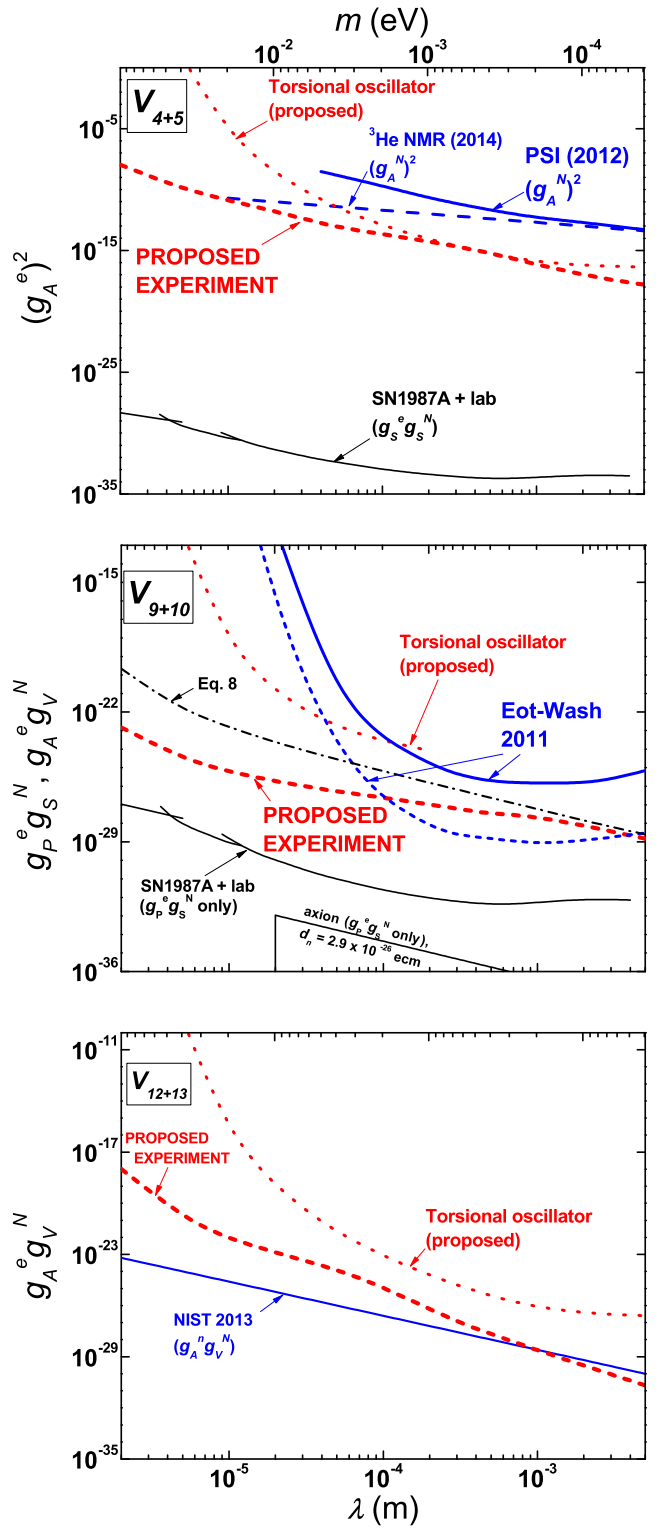 m (eV)
10⁻² 10⁻³ 10⁻⁴
V₄₊₅
Torsional oscillator
(proposed)
³He NMR (2014)
(g_A^N)²
PSI (2012)
(g_A^N)²
PROPOSED
EXPERIMENT
SN1987A + lab
(g_S^e g_S^N)
10⁻⁵
10⁻¹⁵
10⁻²⁵
10⁻³⁵
(g_A^e)²
V₉₊₁₀
Torsional oscillator
(proposed)
Eq. 8
Eot-Wash
2011
PROPOSED
EXPERIMENT
SN1987A + lab
(g_P^e g_S^N only)
axion (g_P^e g_S^N only),
d_n = 2.9 x 10⁻²⁶ ecm
10⁻¹⁵
10⁻²²
10⁻²⁹
10⁻³⁶
g_P^e g_S^N , g_A^e g_V^N
V₁₂₊₁₃
PROPOSED
EXPERIMENT
Torsional oscillator
(proposed)
NIST 2013
(g_A^n g_V^N)
10⁻¹¹
10⁻¹⁷
10⁻²³
10⁻²⁹
10⁻³⁵
g_A^e g_V^N
10⁻⁵ 10⁻⁴ 10⁻³
λ (m)